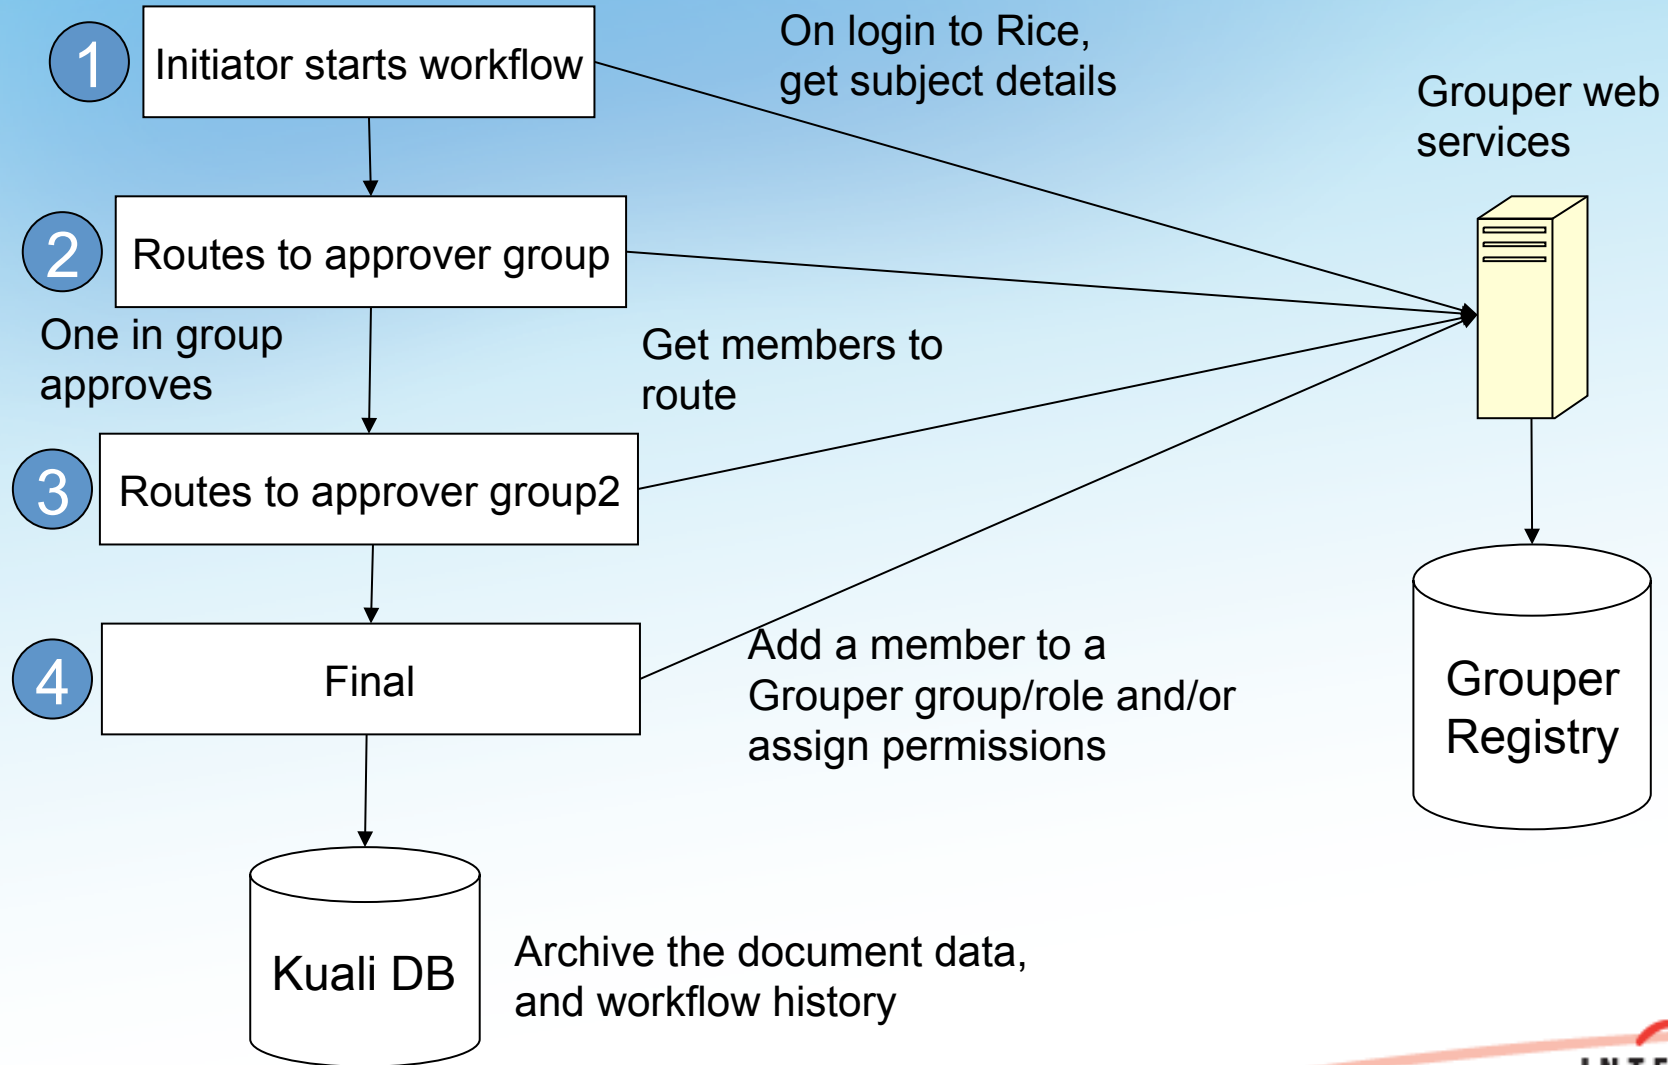 1
Initiator starts workflow
On login to Rice,
get subject details
Grouper web
services
2
Routes to approver group
One in group
approves
Get members to
route
3
Routes to approver group2
4
Final
Add a member to a
Grouper group/role and/or
assign permissions
Grouper
Registry
Kuali DB
Archive the document data,
and workflow history